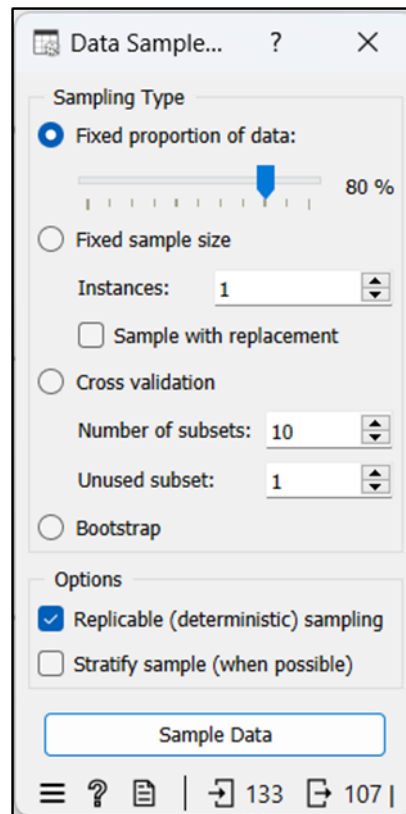 Data Sample... ? ×
Sampling Type
Fixed proportion of data:
80 %
Fixed sample size
Instances: 1
Sample with replacement
Cross validation
Number of subsets: 10
Unused subset: 1
Bootstrap
Options
Replicable (deterministic) sampling
Stratify sample (when possible)
Sample Data
? | 133 107 |